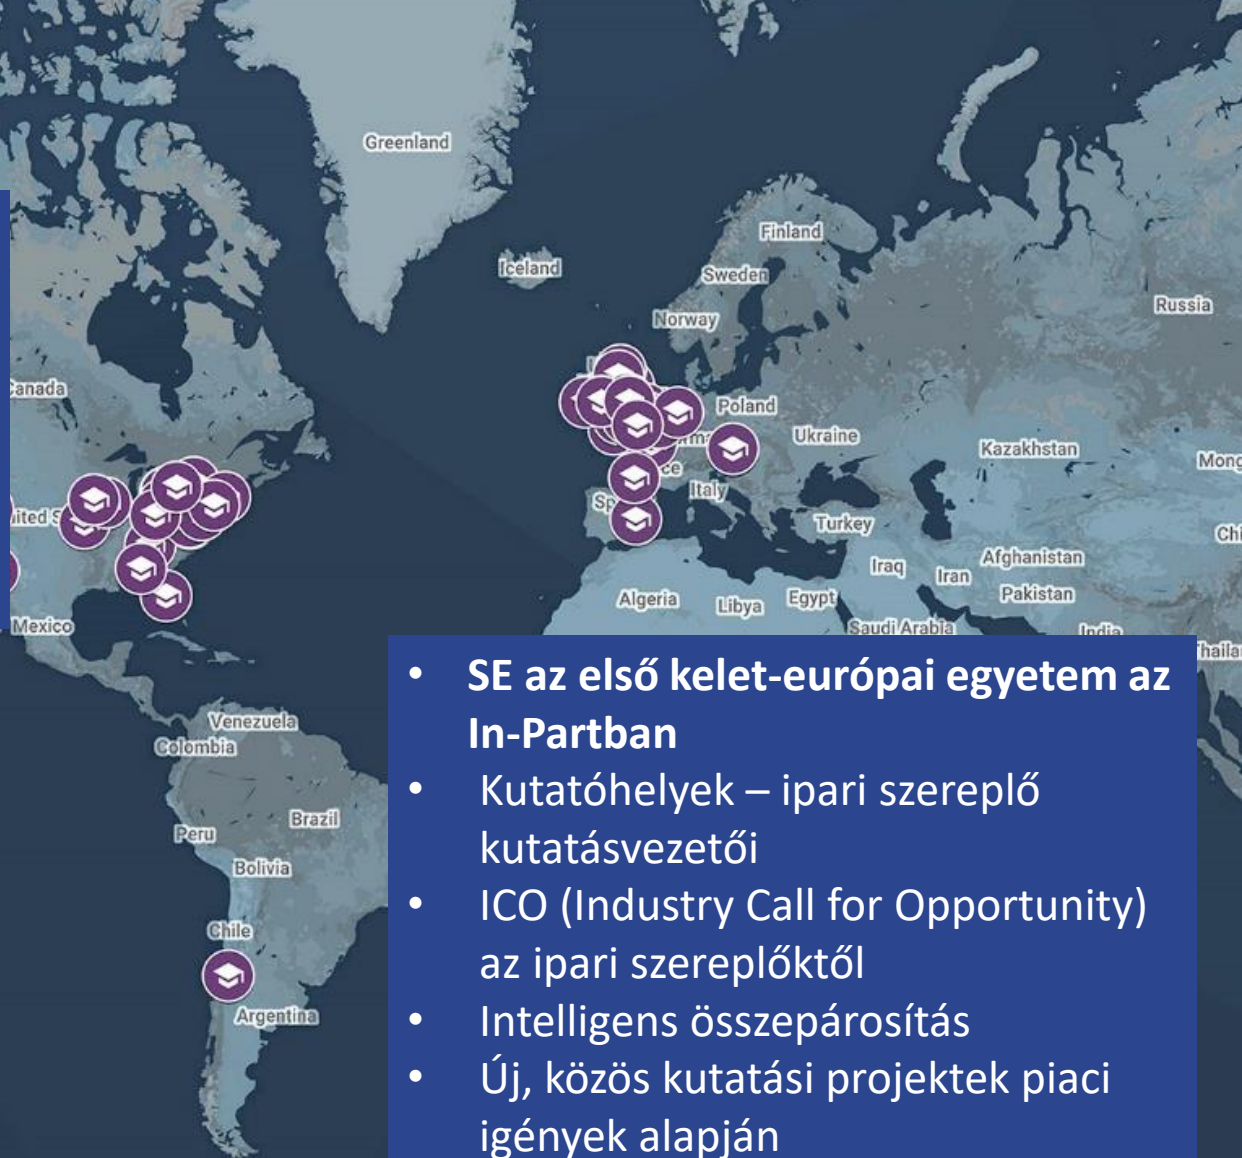 Greenland
Finland
Iceland
Sweden
Russia
Norway
Canada
Poland
Ukraine
Kazakhstan
Italy
Turkey
Afghanistan
Iraq
Iran
Pakistan
Algeria
Libya
Egypt
Mexico
Saudi Arabia
India
Venezuela
Colombia
Brazil
Peru
Bolivia
Chile
Argentina
• SE az első kelet-európai egyetem az
In-Partban
• Kutatóhelyek – ipari szereplő
kutatásvezetői
• ICO (Industry Call for Opportunity)
az ipari szereplőktől
• Intelligens összepárosítás
• Új, közös kutatási projektek piaci
igények alapján